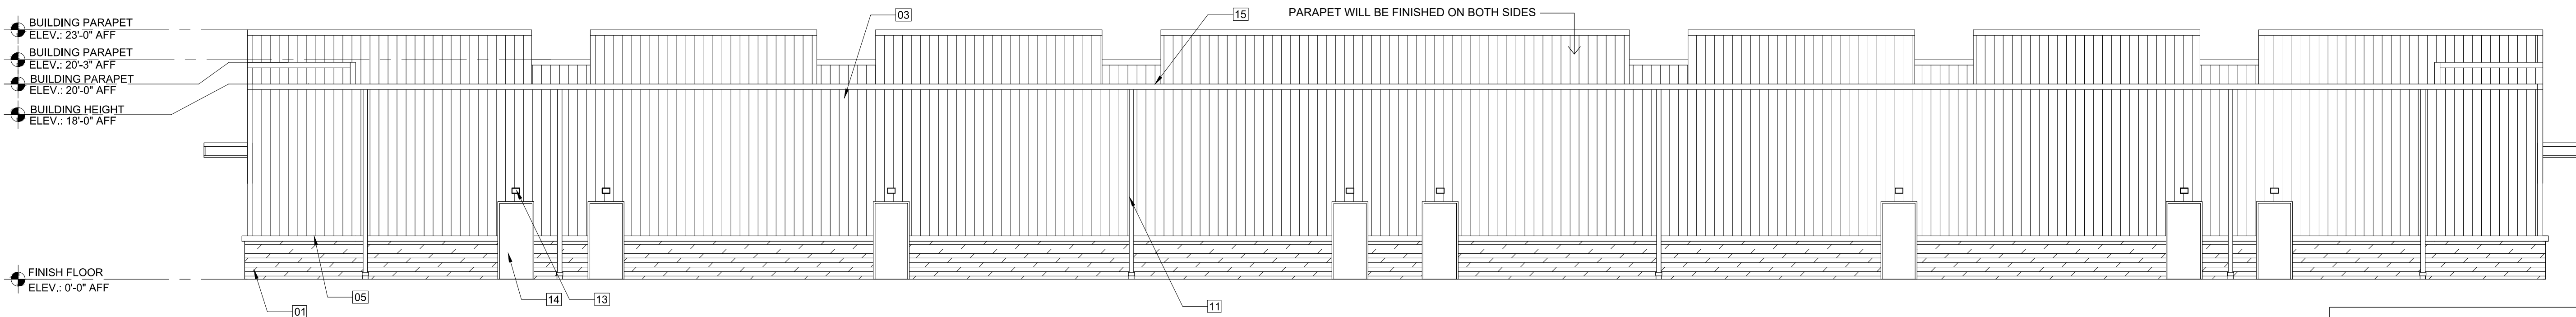 BUILDING PARAPET
ELEV.: 23'-0" AFF
BUILDING PARAPET
ELEV.: 20'-3" AFF
BUILDING PARAPET
ELEV.: 20'-0" AFF
BUILDING HEIGHT
ELEV.: 18'-0" AFF
03
15
PARAPET WILL BE FINISHED ON BOTH SIDES
FINISH FLOOR
ELEV.: 0'-0" AFF
01
05
14
13
11